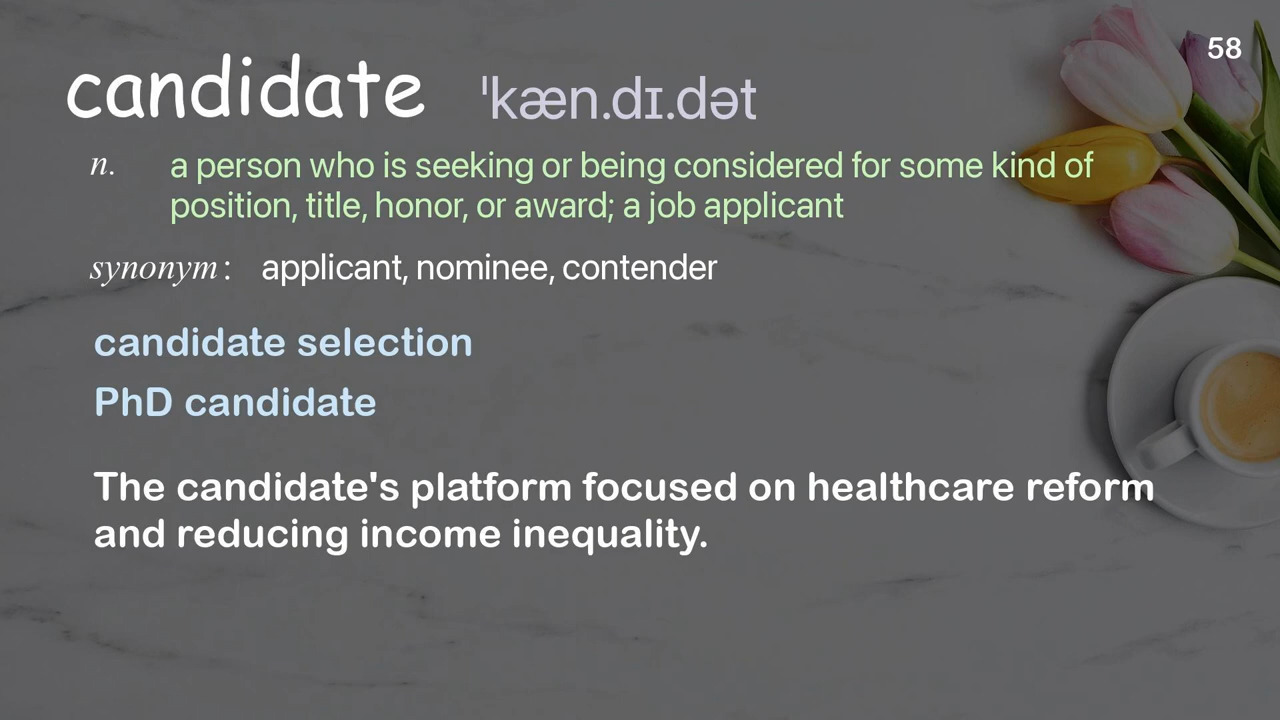 58
candidate ˈkæn.dɪ.dət
n. a person who is seeking or being considered for some kind of
position, title, honor, or award; a job applicant
synonym: applicant, nominee, contender
candidate selection
PhD candidate
The candidate's platform focused on healthcare reform
and reducing income inequality.